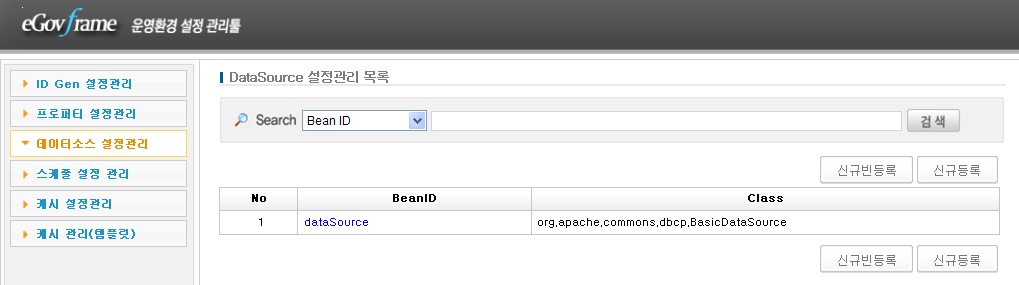 eGovframe 운영환경 설정 관리툴
ID Gen 설정관리
프로퍼티 설정관리
데이터소스 설정관리
스케줄 설정 관리
캐시 설정관리
캐시 관리(템플릿)
DataSource 설정관리 목록
Search Bean ID 검색
신규빈등록 신규등록
No BeanID Class
1 dataSource org,apache,commons,dbcp,BasicDataSource
신규빈등록 신규등록